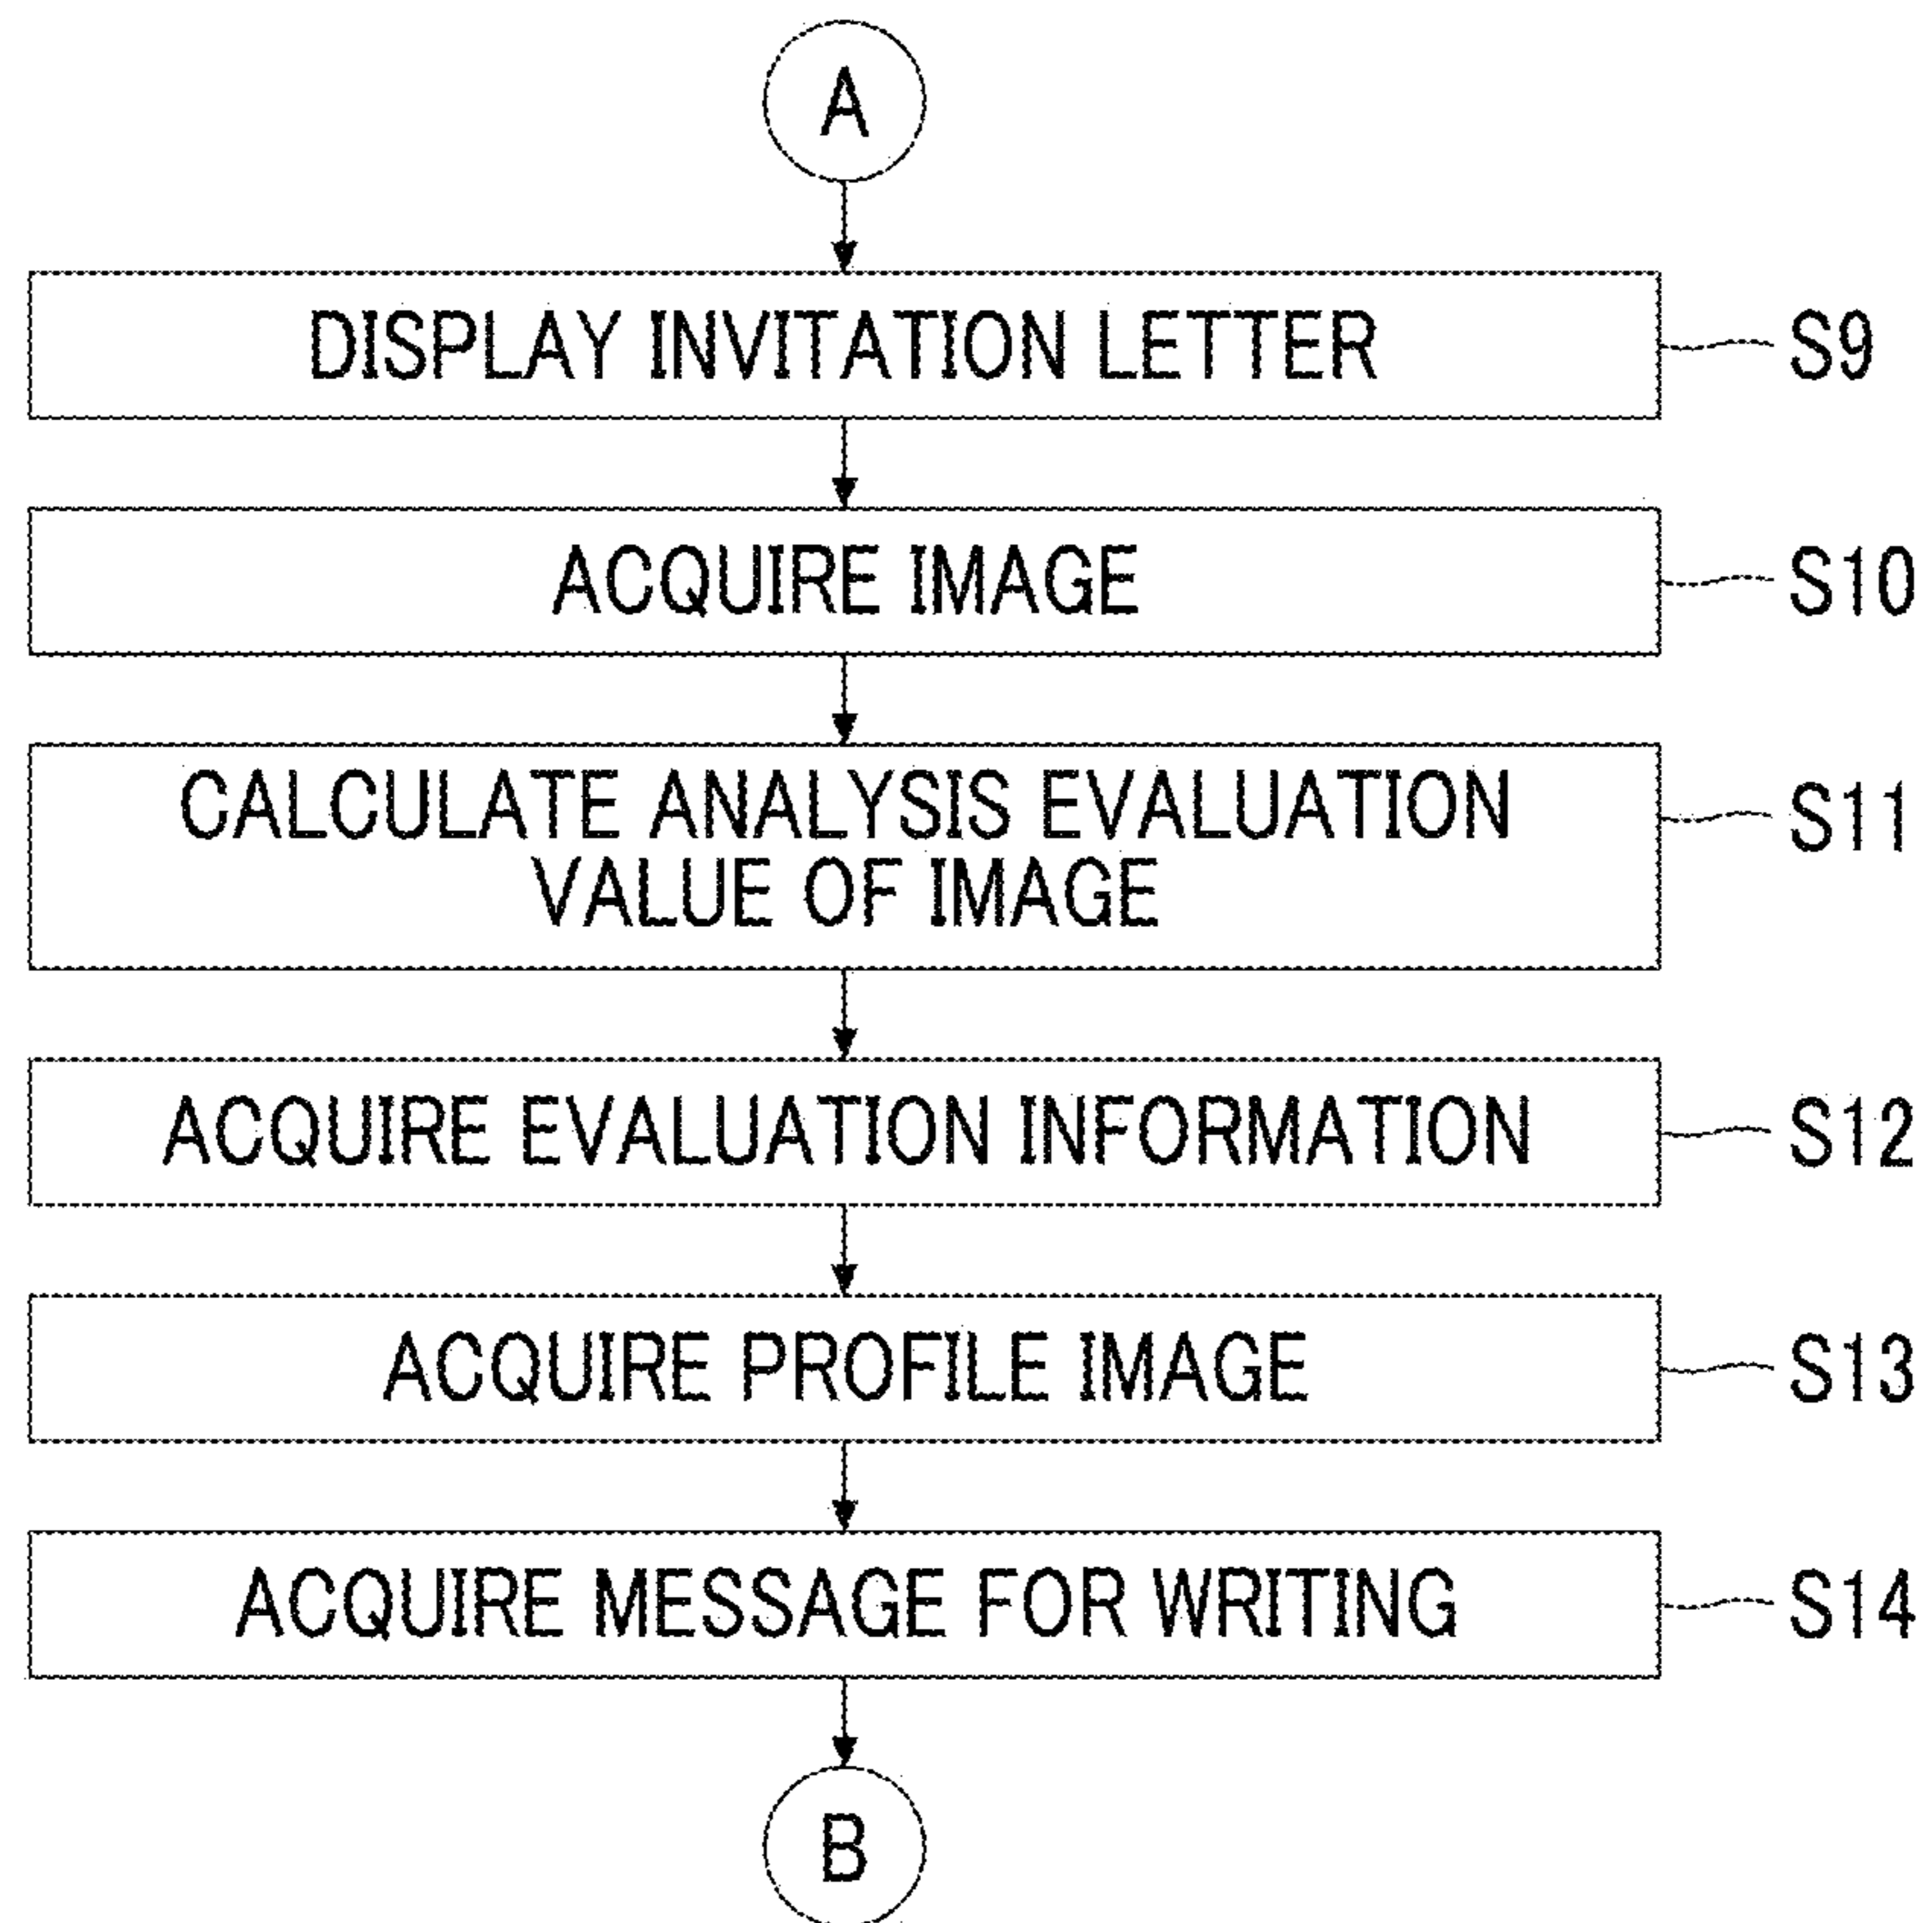 A
DISPLAY INVITATION LETTER
S9
ACQUIRE IMAGE
S10
CALCULATE ANALYSIS EVALUATION
VALUE OF IMAGE
S11
ACQUIRE EVALUATION INFORMATION
S12
ACQUIRE PROFILE IMAGE
S13
ACQUIRE MESSAGE FOR WRITING
S14
B